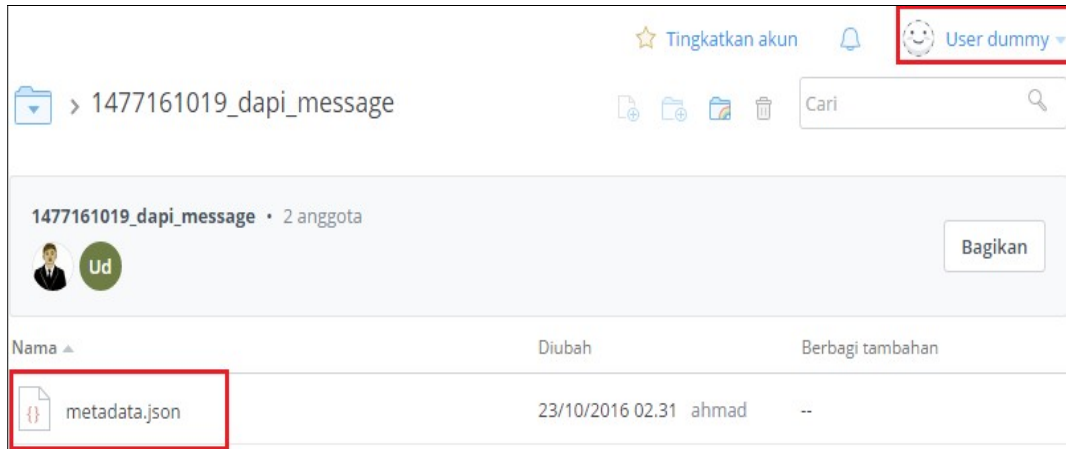 Tingkatkan akun User dummy
> 1477161019_dapi_message Cari
1477161019_dapi_message • 2 anggota
Ud
Bagikan
Nama Diubah Berbagi tambahan
{} metadata.json 23/10/2016 02.31 ahmad --